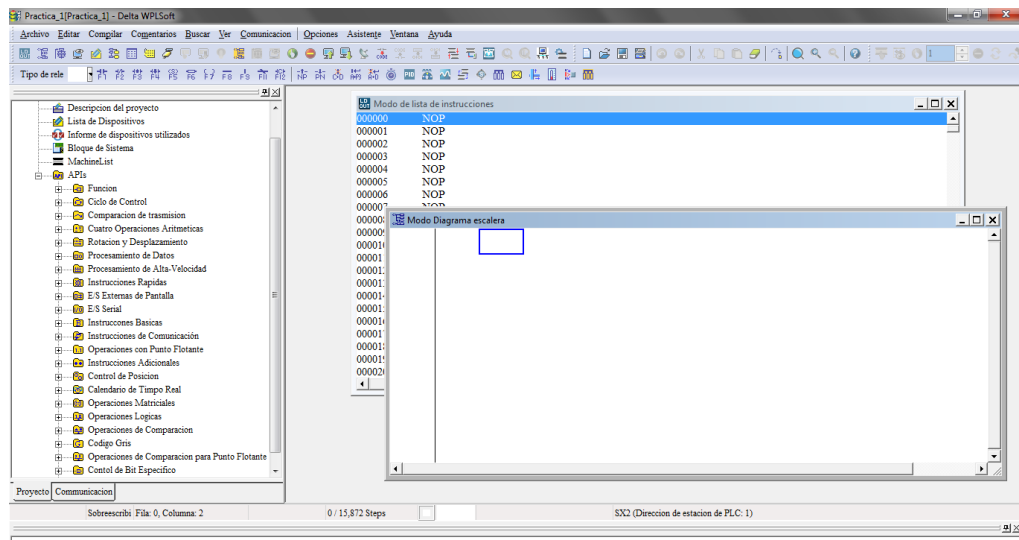 Practica_1[Practica_1] - Delta WPLSoft
Archivo Editar Compilar Comentarios Buscar Ver Comunicacion Opciones Asistente Ventana Ayuda
Tipo de rele
Descripcion del proyecto
Lista de Dispositivos
Informe de dispositivos utilizados
Bloque de Sistema
MachineList
APIs
Funcion
Ciclo de Control
Comparacion de trasmision
Cuatro Operaciones Aritmeticas
Rotacion y Desplazamiento
Procesamiento de Datos
Procesamiento de Alta-Velocidad
Instrucciones Rapidas
E/S Externas de Pantalla
E/S Serial
Instruccones Basicas
Instrucciones de Comunicación
Operaciones con Punto Flotante
Instrucciones Adicionales
Control de Posicion
Calendario de Timpo Real
Operaciones Matriciales
Operaciones Logicas
Operaciones de Comparacion
Codigo Gris
Operaciones de Comparacion para Punto Flotante
Contol de Bit Especifico
Proyecto Comunicacion
Modo de lista de instrucciones
000000 NOP
000001 NOP
000002 NOP
000003 NOP
000004 NOP
000005 NOP
000006 NOP
000007 NOP
Modo Diagrama escalera
Sobreescribi Fila: 0, Columna: 2
0 / 15,872 Steps
SX2 (Direccion de estacion de PLC: 1)